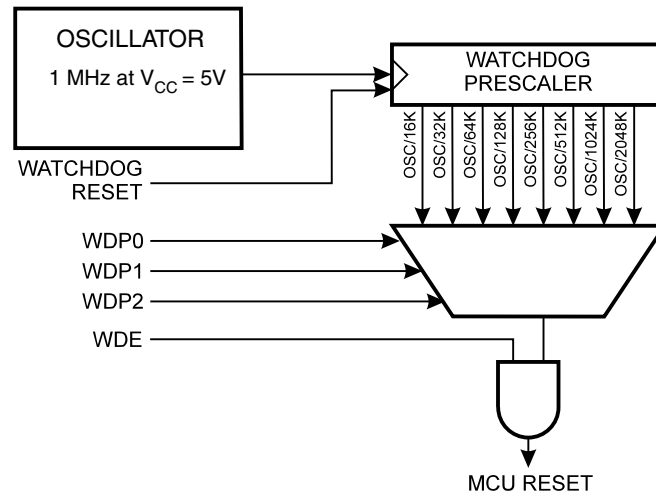 OSCILLATOR
1 MHz at VCC = 5V
WATCHDOG
PRESCALER
OSC/16K
OSC/32K
OSC/64K
OSC/128K
OSC/256K
OSC/512K
OSC/1024K
OSC/2048K
WATCHDOG
RESET
WDP0
WDP1
WDP2
WDE
MCU RESET